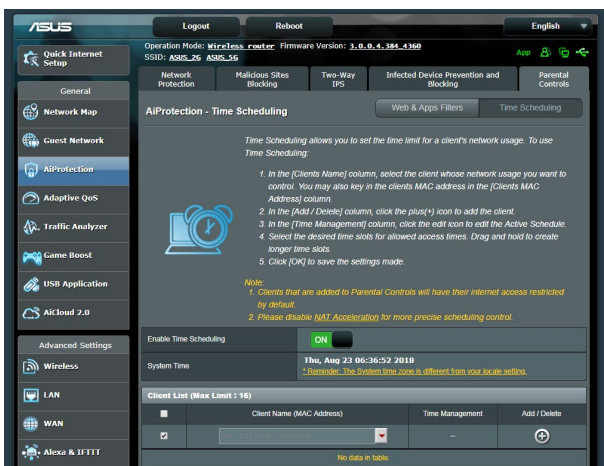 ASUS
Logout
Reboot
English
Quick Internet
Setup
Operation Mode: Wireless router Firmware Version: 3.0.0.4.384_4360
SSID: ASUS_2G ASUS_5G
App
General
Network Map
Guest Network
AiProtection
Adaptive QoS
Traffic Analyzer
Game Boost
USB Application
AiCloud 2.0
Advanced Settings
Wireless
LAN
WAN
Alexa & IFTTT
Network
Protection
Malicious Sites
Blocking
Two-Way
IPS
Infected Device Prevention and
Blocking
Parental
Controls
AiProtection - Time Scheduling
Web & Apps Filters
Time Scheduling
Time Scheduling allows you to set the time limit for a client's network usage. To use
Time Scheduling:
1. In the [Clients Name] column, select the client whose network usage you want to
control. You may also key in the clients MAC address in the [Clients MAC
Address] column.
2. In the [Add / Delete] column, click the plus(+) icon to add the client.
3. In the [Time Management] column, click the edit icon to edit the Active Schedule.
4. Select the desired time slots for allowed access times. Drag and hold to create
longer time slots.
5. Click [OK] to save the settings made.
Note:
1. Clients that are added to Parental Controls will have their internet access restricted
by default.
2. Please disable NAT Acceleration for more precise scheduling control.
Enable Time Scheduling
ON
System Time
Thu, Aug 23 06:36:52 2018
* Reminder: The System time zone is different from your locale setting.
Client List (Max Limit : 16)
Client Name (MAC Address)
Time Management
Add / Delete
--
No data in table.